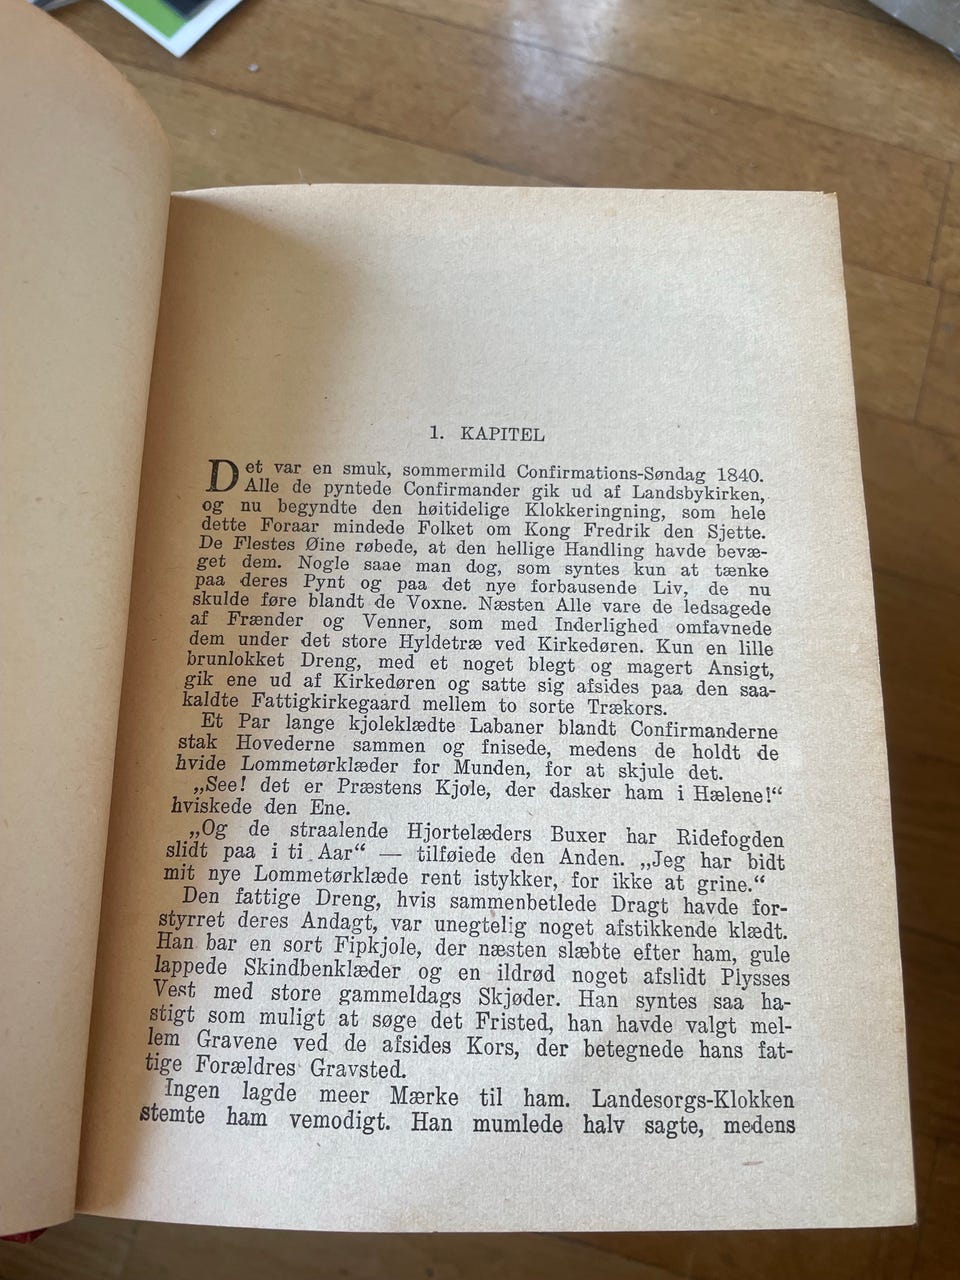 1. KAPITEL
Det var en smuk, sommermild Confirmations-Søndag 1840.
Alle de pyntede Confirmander gik ud af Landsbykirken,
og nu begyndte den høitidelige Klokkeringning, som hele
dette Foraar mindede Folket om Kong Fredrik den Sjette.
De Flestes Øine røbede, at den hellige Handling havde bevæ-
get dem. Nogle saae man dog, som syntes kun at tænke
paa deres Pynt og paa det nye forbausende Liv, de nu
skulde føre blandt de Voxne. Næsten Alle vare de ledsagede
af Frænder og Venner, som med Inderlighed omfavnede
dem under det store Hyldetræ ved Kirkedøren. Kun en lille
brunlokket Dreng, med et noget blegt og magert Ansigt,
gik ene ud af Kirkedøren og satte sig afsides paa den saa-
kaldte Fattigkirkegaard mellem to sorte Trækors.
Et Par lange kjoleklædte Labaner blandt Confirmanderne
stak Hovederne sammen og fnisede, medens de holdt de
hvide Lommetørklæder for Munden, for at skjule det.
„See! det er Præstens Kjole, der dasker ham i Hælene!“
hviskede den Ene.
„Og de straalende Hjortelæders Buxer har Ridefogden
slidt paa i ti Aar“ — tilføiede den Anden. „Jeg har bidt
mit nye Lommetørklæde rent istykker, for ikke at grine.“
Den fattige Dreng, hvis sammenbetlede Dragt havde for-
styrret deres Andagt, var unegtelig noget afstikkende klædt.
Han bar en sort Fipkjole, der næsten slæbte efter ham, gule
lappede Skindbenklæder og en ildrød noget afslidt Plysses
Vest med store gammeldags Skjøder. Han syntes saa ha-
stigt som muligt at søge det Fristed, han havde valgt mel-
lem Gravene ved de afsides Kors, der betegnede hans fat-
tige Forældres Gravsted.
Ingen lagde meer Mærke til ham. Landesorgs-Klokken
stemte ham vemodigt. Han mumlede halv sagte, medens